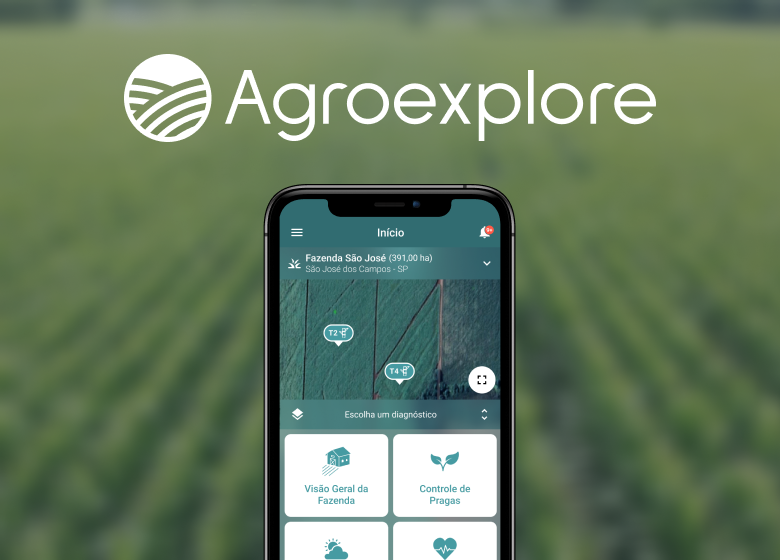 Agroexplore
Início
9+
Fazenda São José (391,00 ha)
São José dos Campos - SP
T2
T4
Escolha um diagnóstico
Visão Geral da
Fazenda
Controle de
Pragas